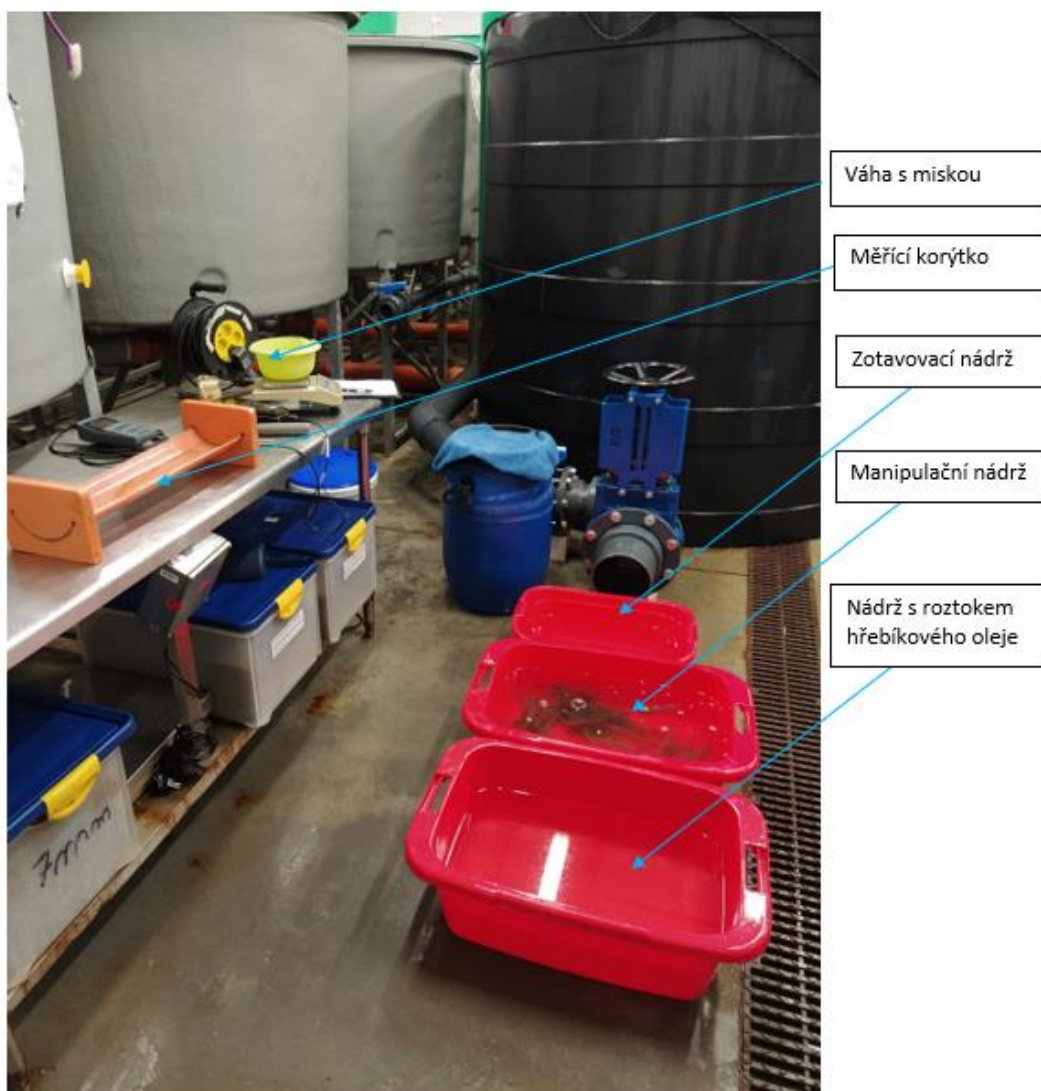 Váha s miskou
Měřící korýtko
Zotavovací nádrž
Manipulační nádrž
Nádrž s roztokem
hřebíkového oleje